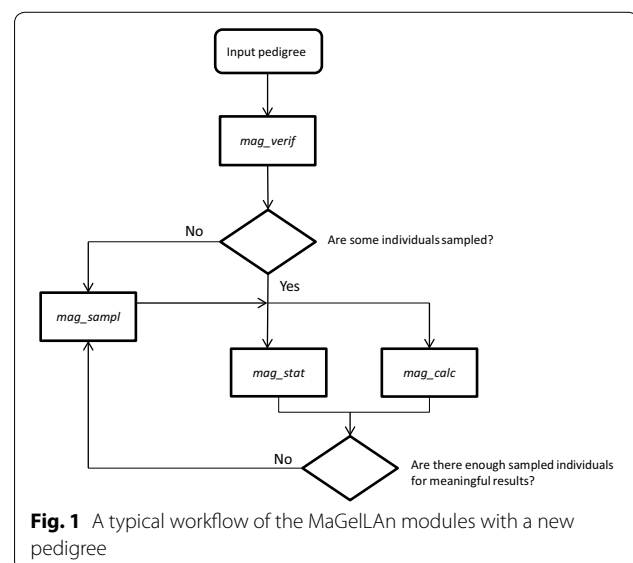 Input pedigree
mag_verif
No
Are some individuals sampled?
Yes
mag_sampl
mag_stat
mag_calc
No
Are there enough sampled individuals
for meaningful results?
Fig. 1 A typical workflow of the MaGelLAn modules with a new
pedigree